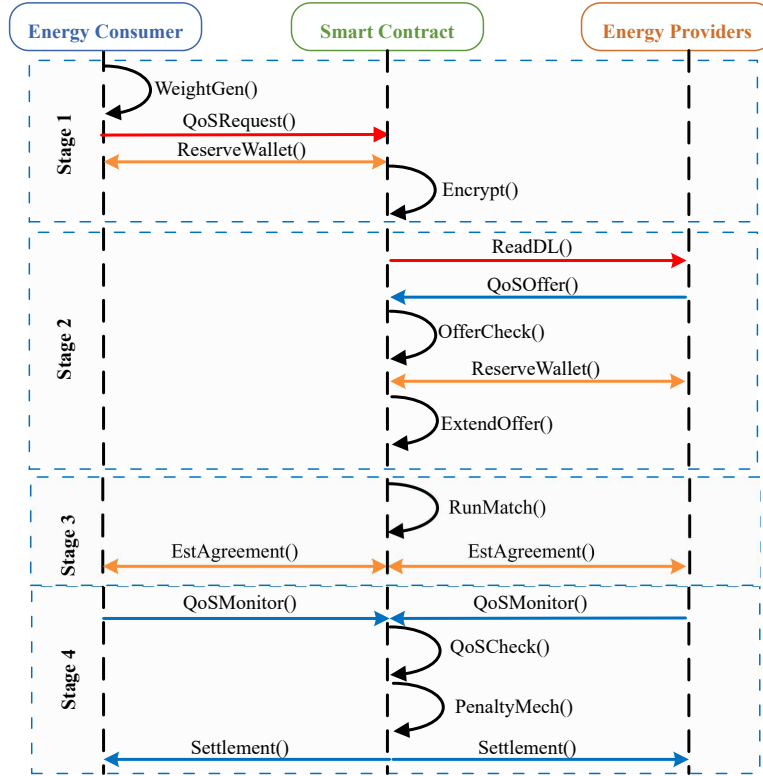 Energy Consumer
Smart Contract
Energy Providers
Stage 1
WeightGen()
QoSRequest()
ReserveWallet()
Encrypt()
Stage 2
ReadDL()
QoSOffer()
OfferCheck()
ReserveWallet()
ExtendOffer()
Stage 3
RunMatch()
EstAgreement()
EstAgreement()
Stage 4
QoSMonitor()
QoSMonitor()
QoSCheck()
PenaltyMech()
Settlement()
Settlement()